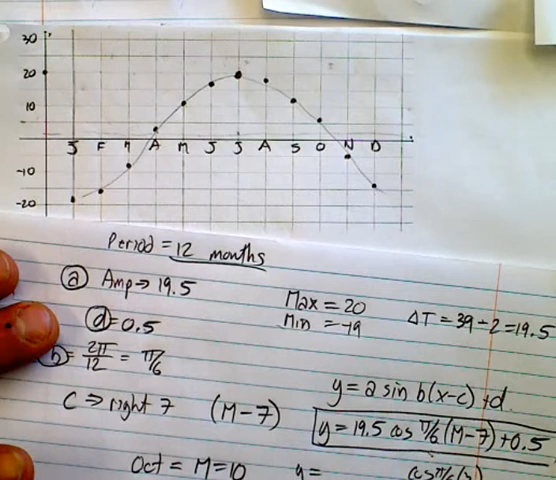 30
20
10
J F M A M J J A S O N D
-10
-20
Period = 12 months
ⓐ Amp → 19.5
Max = 20
Min = -19
ΔT = 39 ÷ 2 = 19.5
ⓓ = 0.5
ⓑ = 2π/12 = π/6
C ⇒ right 7 (M-7)
y = a sin b(x-c) + d
y = 19.5 cos π/6 (M-7) + 0.5
Oct = M = 10 y =